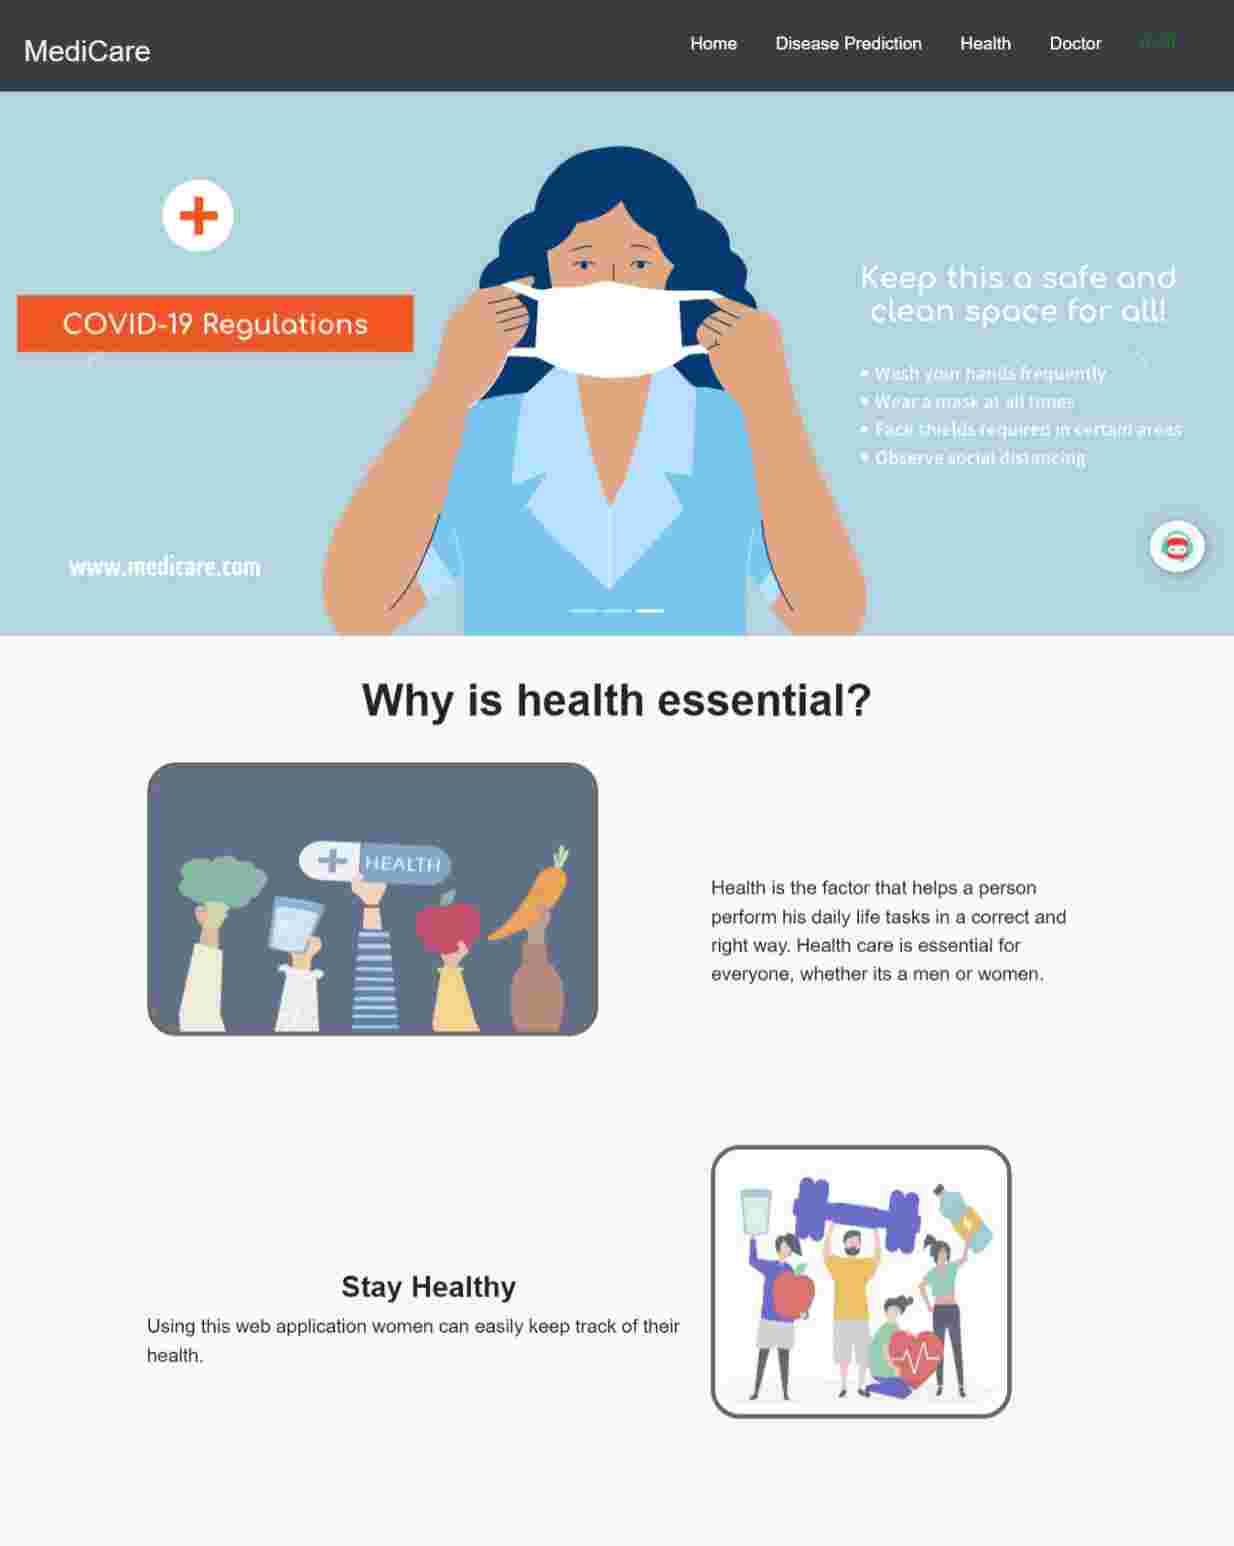 MediCare
Home
Disease Prediction
Health
Doctor
COVID-19 Regulations
Keep this a safe and
clean space for all!
• Wash your hands frequently
• Wear a mask at all times
• Face shields required in certain areas
• Observe social distancing
www.medicare.com
Why is health essential?
HEALTH
Health is the factor that helps a person
perform his daily life tasks in a correct and
right way. Health care is essential for
everyone, whether its a men or women.
Stay Healthy
Using this web application women can easily keep track of their
health.